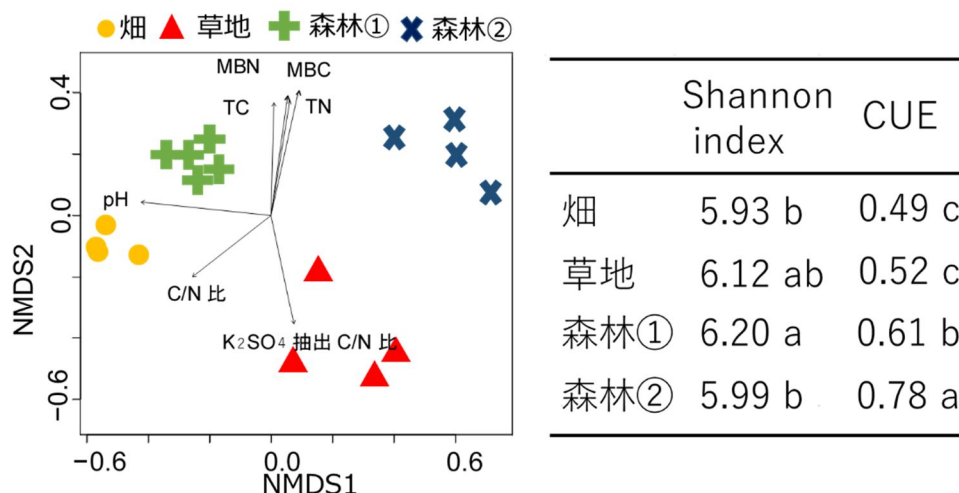 畑 草地 森林① 森林②
MBN MBC
TC TN
pH
C/N 比
K2SO4 抽出 C/N 比
0.4
0.0
−0.6
NMDS2
−0.6 0.0 0.6
NMDS1
Shannon index CUE
畑 5.93 b 0.49 c
草地 6.12 ab 0.52 c
森林① 6.20 a 0.61 b
森林② 5.99 b 0.78 a